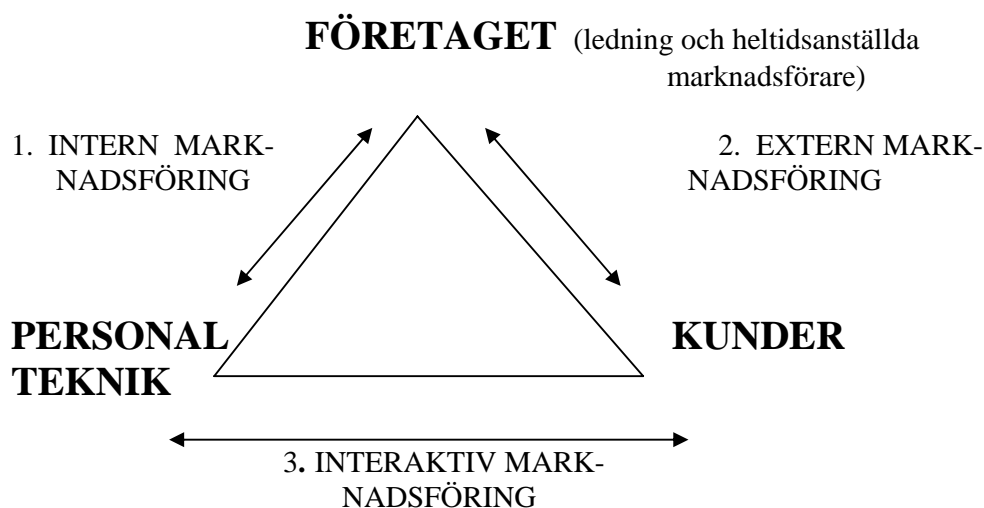 FÖRETAGET (ledning och heltidsanställda
marknadsförare)
1. INTERN MARK-
NADSFÖRING
2. EXTERN MARK-
NADSFÖRING
PERSONAL
TEKNIK
KUNDER
3. INTERAKTIV MARK-
NADSFÖRING